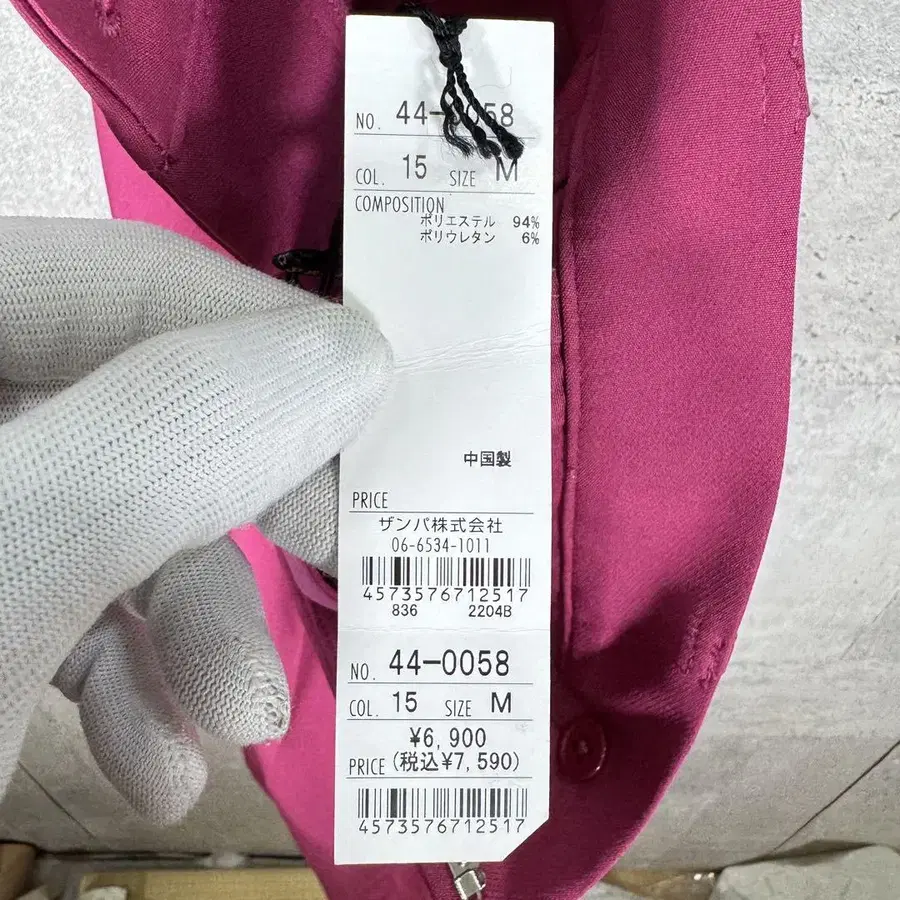 NO. 44-0058
COL. 15 SIZE M
COMPOSITION
ポリエステル 94%
ポリウレタン 6%
中国製
PRICE
ザンパ株式会社
06-6534-1011
4573576712517
836 2204B
NO. 44-0058
COL. 15 SIZE M
¥6,900
PRICE (税込¥7,590)
4573576712517